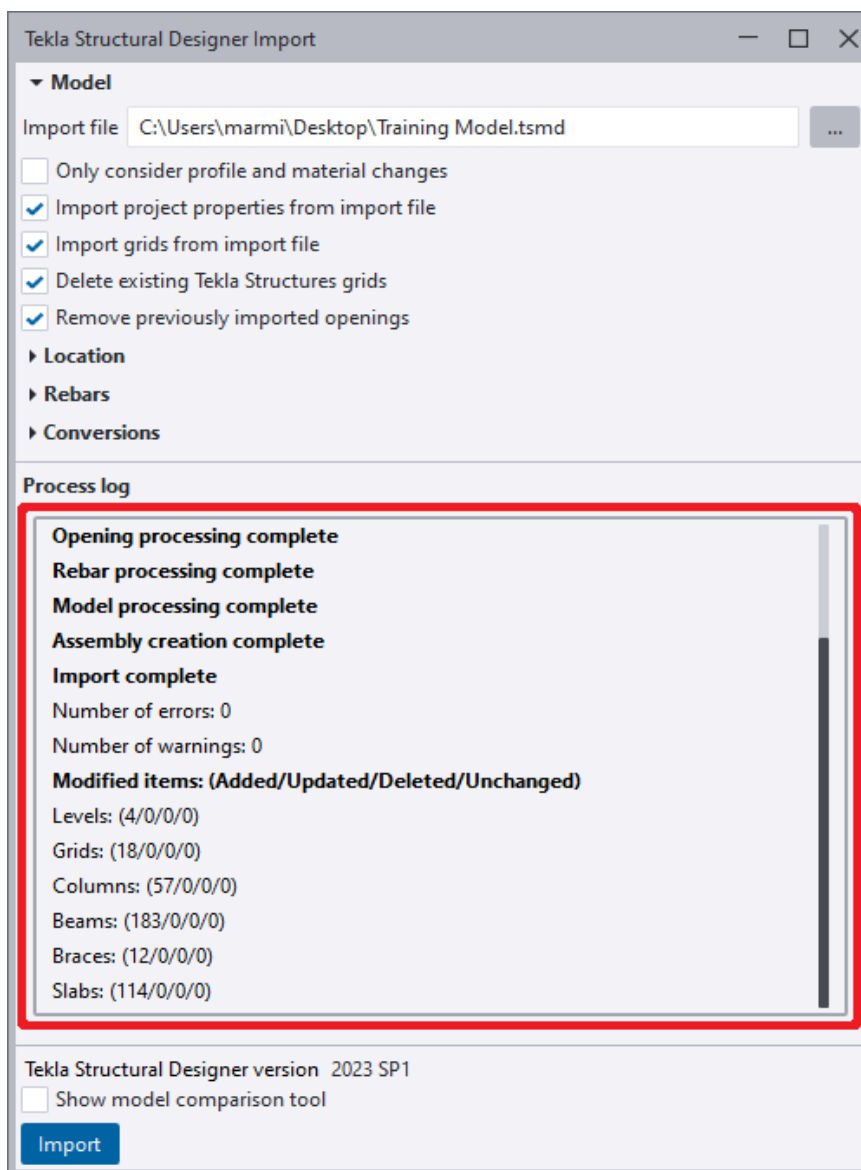 Tekla Structural Designer Import
Model
Import file C:\Users\marmi\Desktop\Training Model.tsmd ...
Only consider profile and material changes
Import project properties from import file
Import grids from import file
Delete existing Tekla Structures grids
Remove previously imported openings
Location
Rebars
Conversions
Process log
Opening processing complete
Rebar processing complete
Model processing complete
Assembly creation complete
Import complete
Number of errors: 0
Number of warnings: 0
Modified items: (Added/Updated/Deleted/Unchanged)
Levels: (4/0/0/0)
Grids: (18/0/0/0)
Columns: (57/0/0/0)
Beams: (183/0/0/0)
Braces: (12/0/0/0)
Slabs: (114/0/0/0)
Tekla Structural Designer version 2023 SP1
Show model comparison tool
Import